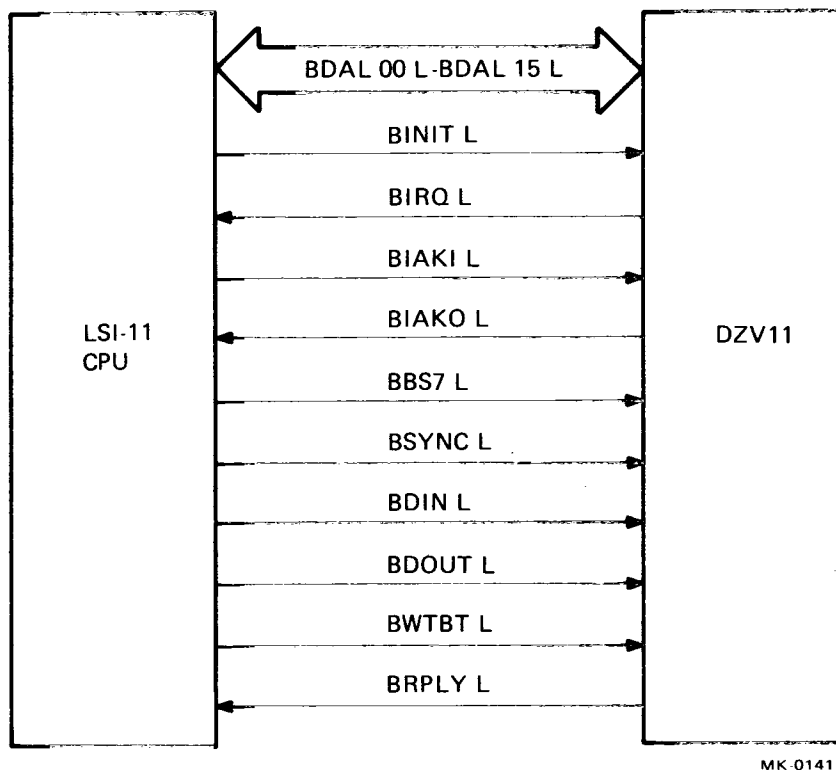 BDAL 00 L-BDAL 15 L
BINIT L
BIRQ L
BIAKI L
BIAKO L
LSI-11
CPU
DZV11
BBS7 L
BSYNC L
BDIN L
BDOUT L
BWTBT L
BRPLY L
MK-0141